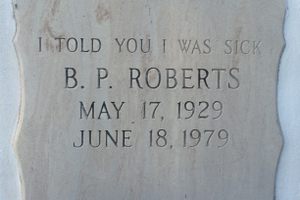 I TOLD YOU I WAS SICK
B. P. ROBERTS
MAY 17, 1929
JUNE 18, 1979